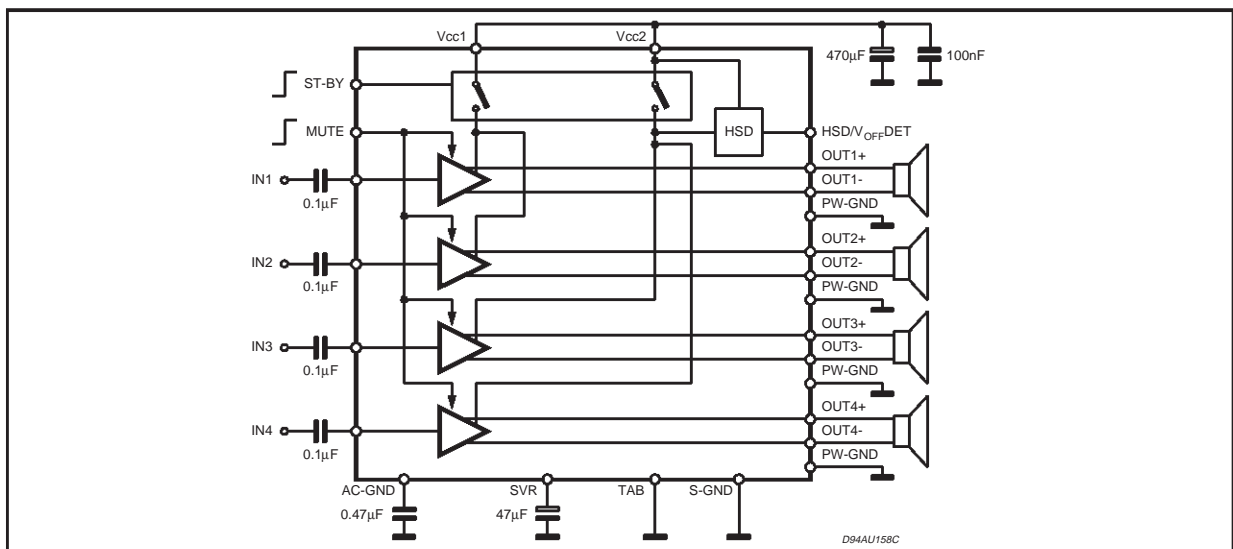 Vcc1
Vcc2
470μF
100nF
ST-BY
MUTE
HSD
HSD/VOFFDET
OUT1+
OUT1-
PW-GND
IN1
0.1μF
OUT2+
OUT2-
PW-GND
IN2
0.1μF
OUT3+
OUT3-
PW-GND
IN3
0.1μF
OUT4+
OUT4-
PW-GND
IN4
0.1μF
AC-GND
SVR
TAB
S-GND
0.47μF
47μF
D94AU158C